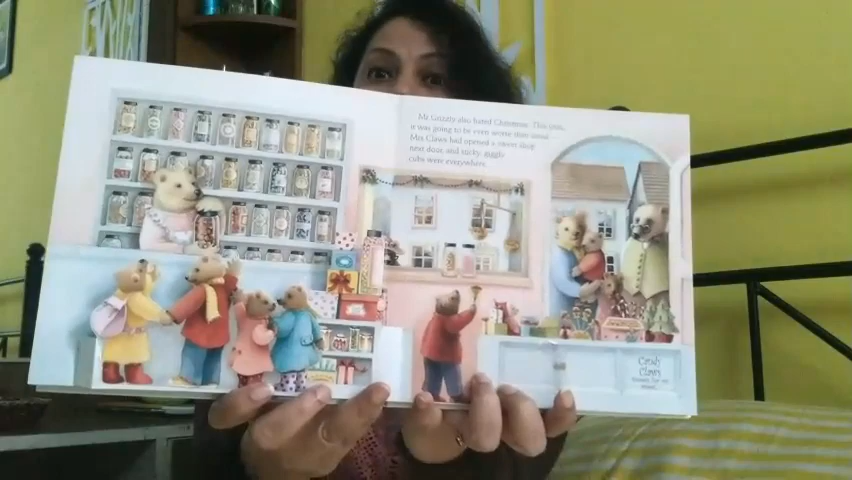 Mr Grizzly also hated Christmas. This year,
it was going to be even worse than usual.
Mrs Claws had opened a sweet shop
next door, and sticky, giggly
cubs were everywhere.
Candy
Claws